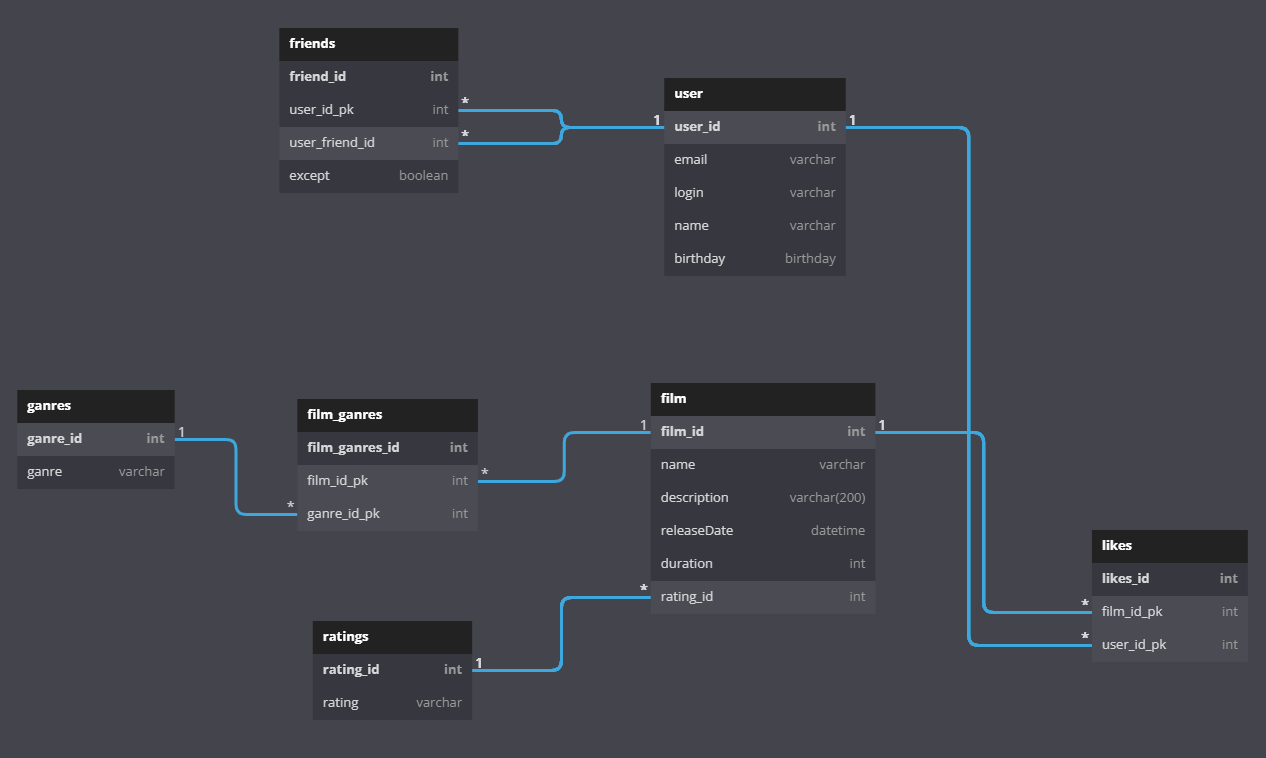 friends
friend_id int
user_id_pk int
user_friend_id int
except boolean
*
*
1
user
user_id int
email varchar
login varchar
name varchar
birthday birthday
1
ganres
ganre_id int
ganre varchar
1
*
film_ganres
film_ganres_id int
film_id_pk int
ganre_id_pk int
*
1
film
film_id int
name varchar
description varchar(200)
releaseDate datetime
duration int
rating_id int
1
*
ratings
rating_id int
rating varchar
1
likes
likes_id int
film_id_pk int
user_id_pk int
*
*